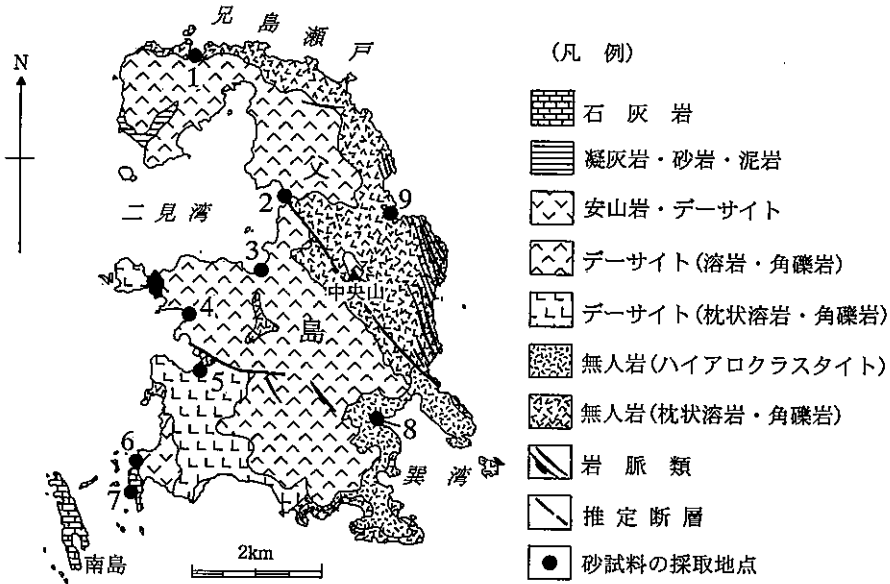 兄島瀬戸
N
1
2
3
4
5
6
7
8
9
二見湾
中央山
島
巽湾
南島
2km
(凡例)
石灰岩
凝灰岩・砂岩・泥岩
安山岩・デーサイト
デーサイト(溶岩・角礫岩)
デーサイト(枕状溶岩・角礫岩)
無人岩(ハイアロクラスタイト)
無人岩(枕状溶岩・角礫岩)
岩脈類
推定断層
砂試料の採取地点